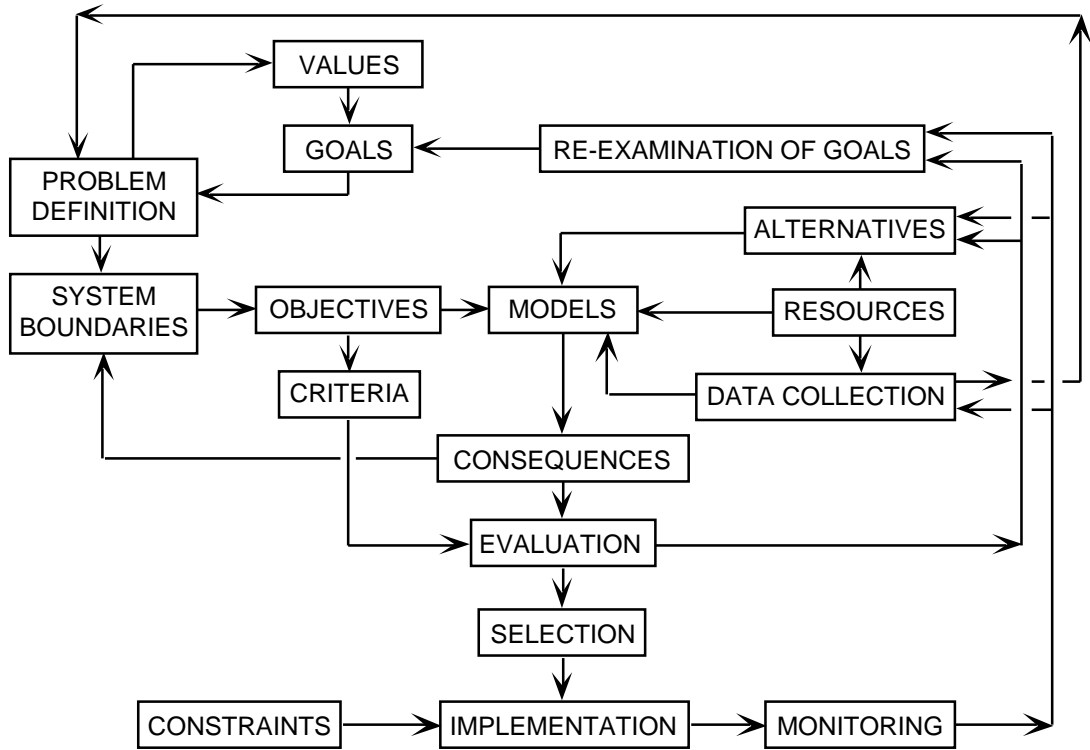 VALUES
GOALS
RE-EXAMINATION OF GOALS
PROBLEM
DEFINITION
ALTERNATIVES
SYSTEM
BOUNDARIES
OBJECTIVES
MODELS
RESOURCES
CRITERIA
DATA COLLECTION
CONSEQUENCES
EVALUATION
SELECTION
CONSTRAINTS
IMPLEMENTATION
MONITORING